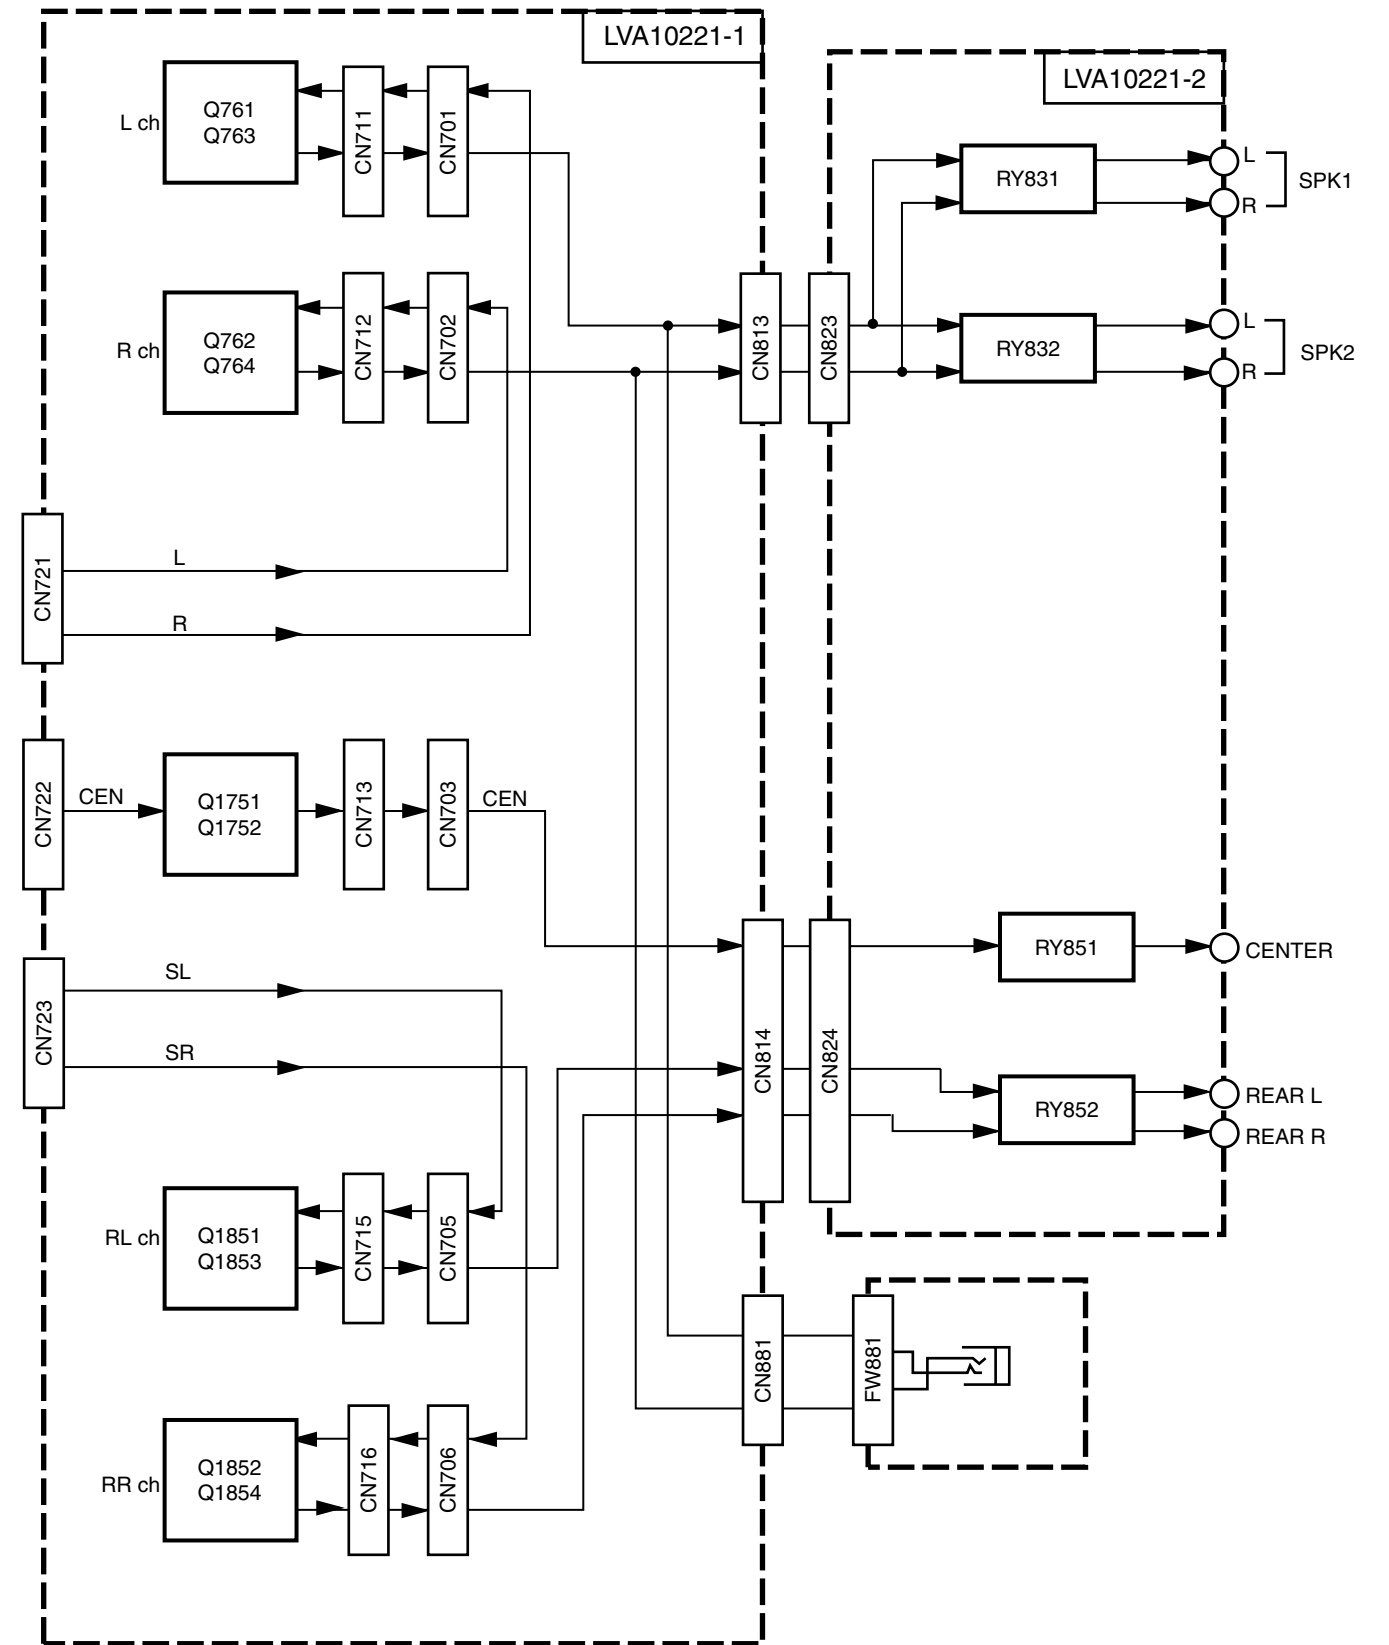 LVA10221-1
LVA10221-2
L ch
Q761
Q763
CN711
CN701
RY831
L
R
SPK1
R ch
Q762
Q764
CN712
CN702
CN813
CN823
RY832
L
R
SPK2
CN721
L
R
CN722
CEN
Q1751
Q1752
CN713
CN703
CEN
CN723
SL
SR
CN814
CN824
RY851
CENTER
RY852
REAR L
REAR R
RL ch
Q1851
Q1853
CN715
CN705
CN881
FW881
RR ch
Q1852
Q1854
CN716
CN706